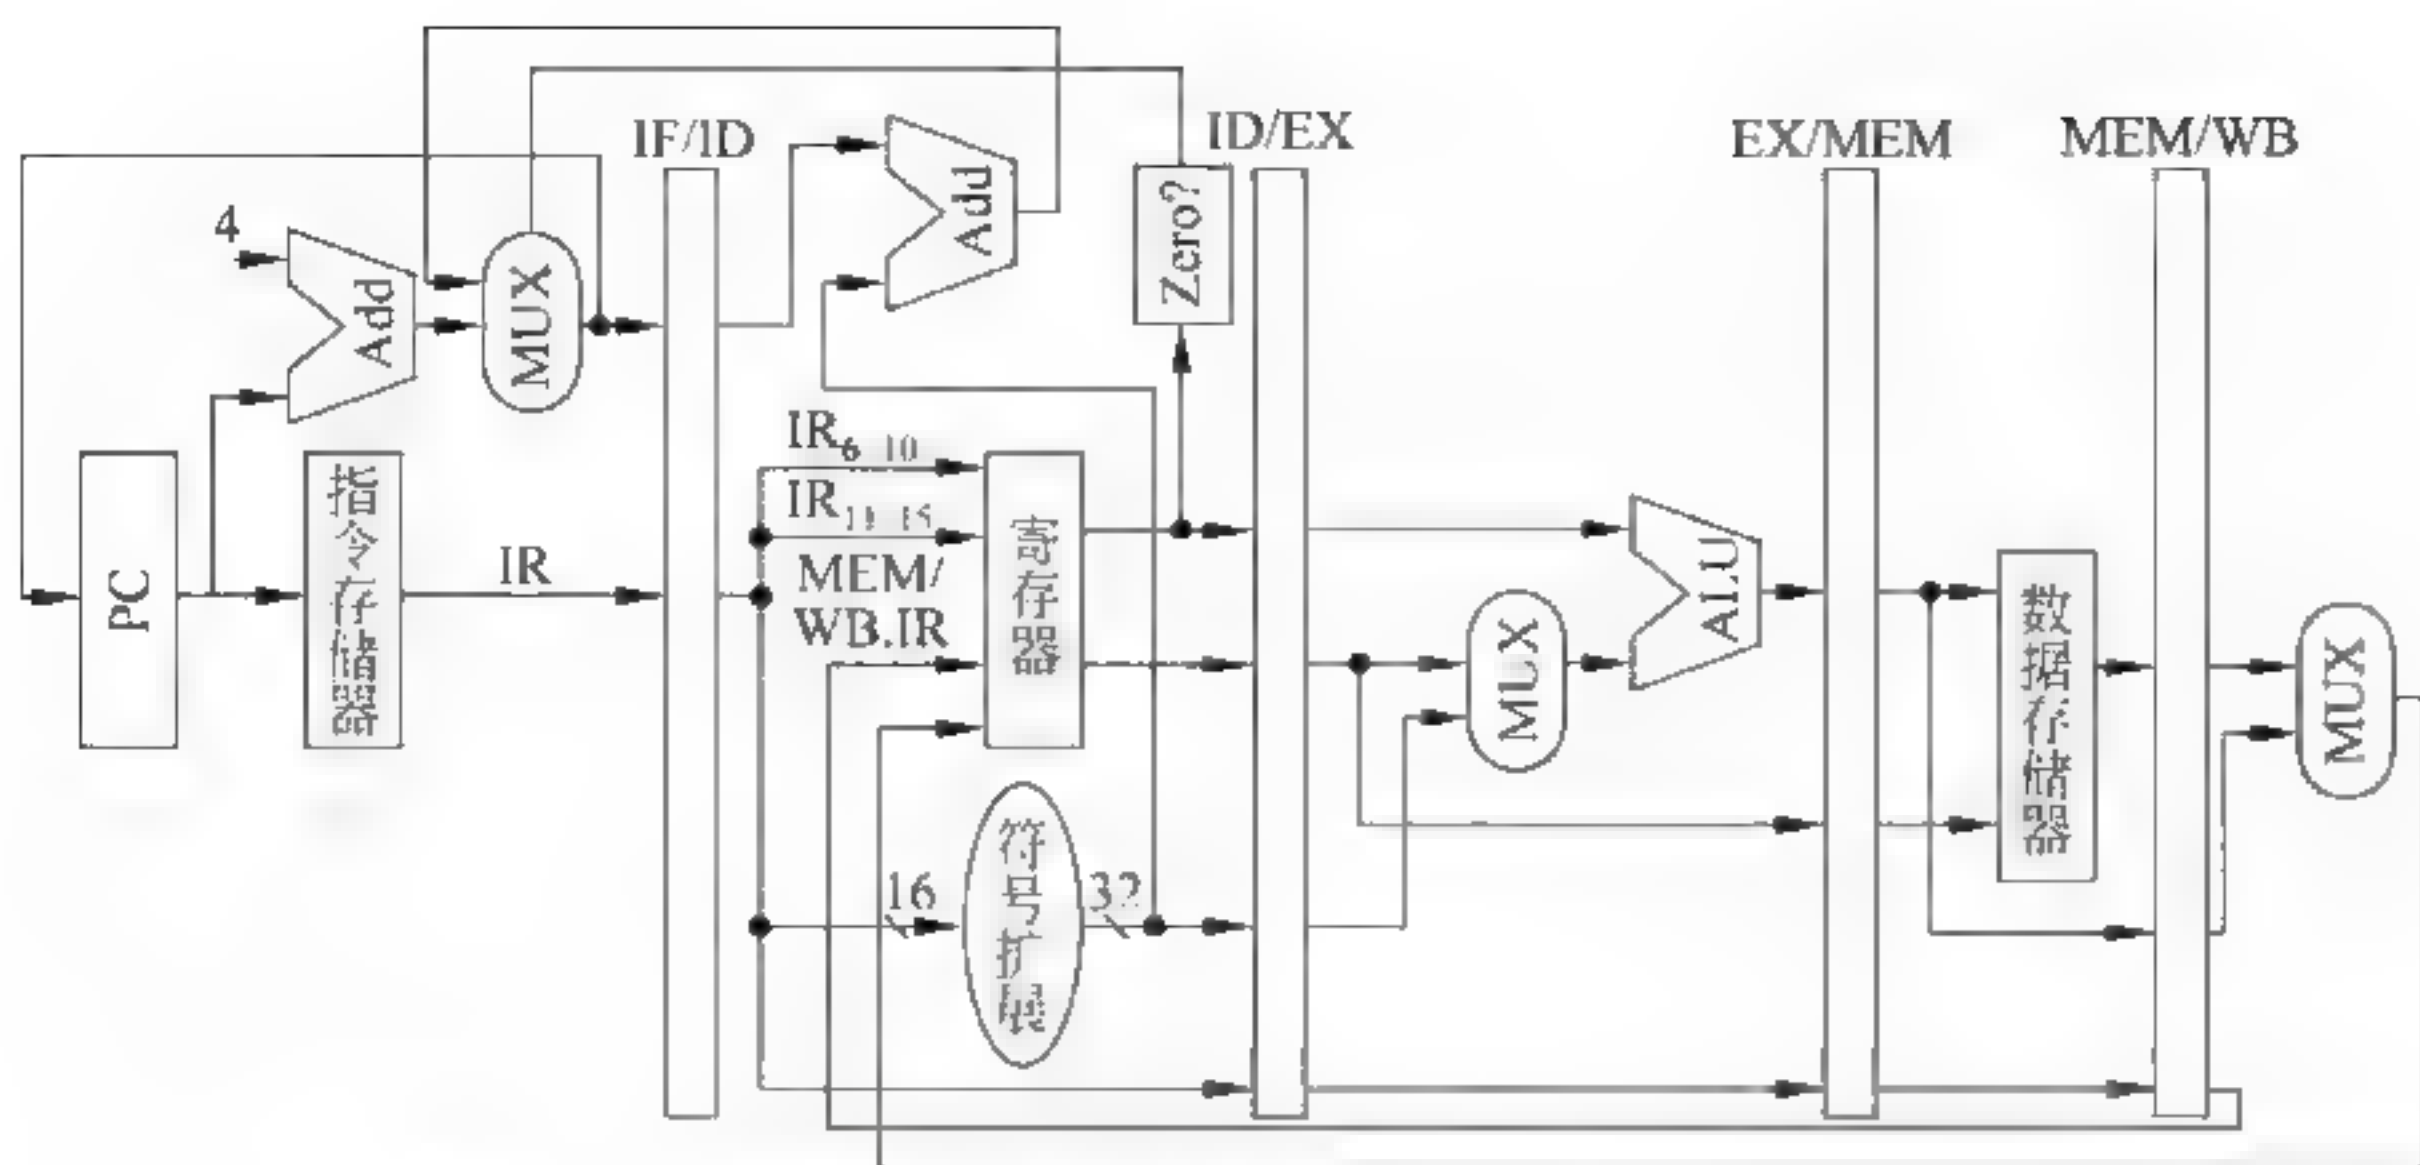 IF/ID
ID/EX
EX/MEM
MEM/WB
4
Add
MUX
Add
Zero?
PC
指令存储器
IR
IR6 10
IR11 15
MEM/
WB.IR
寄存器
MUX
ALU
数据存储器
MUX
16
符号扩展
32